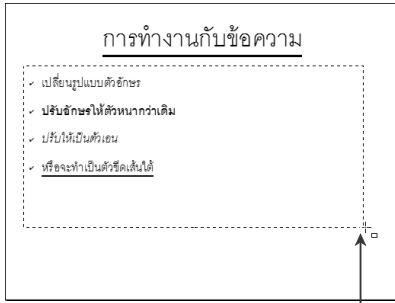 การทำงานกับข้อความ
เปลี่ยนรูปแบบตัวอักษร
ปรับอักษรให้ตัวหนากว่าเดิม
ปรับให้เป็นตัวเอน
หรือจะทำเป็นตัวขีดเส้นใต้